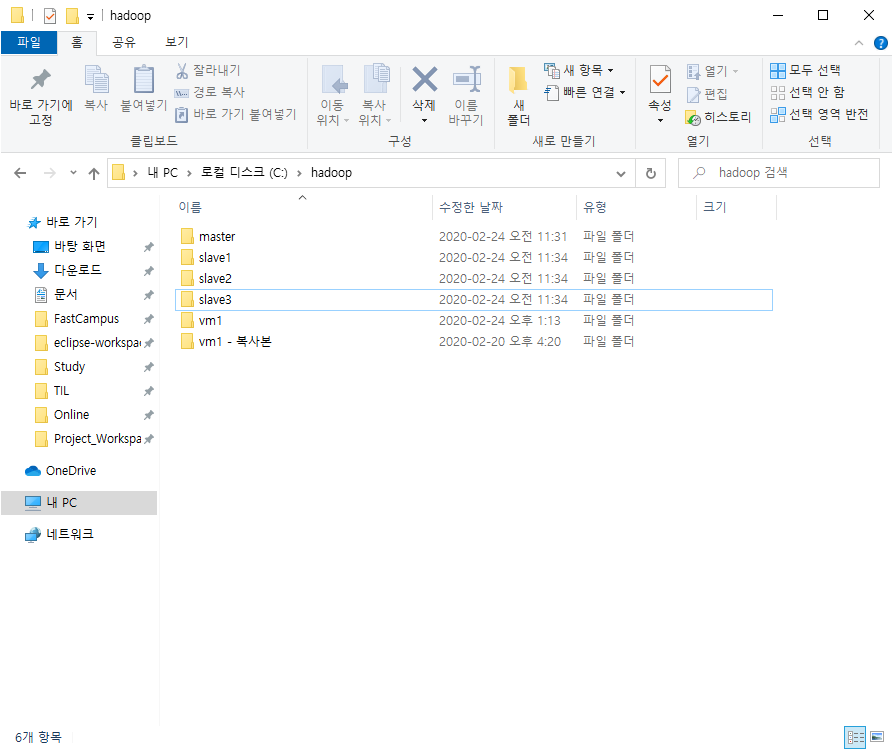 hadoop
파일 홈 공유 보기
바로 가기에 고정
복사
붙여넣기
잘라내기
경로 복사
바로 가기 붙여넣기
클립보드
이동 위치
복사 위치
삭제
이름 바꾸기
구성
새 폴더
새 항목
빠른 연결
새로 만들기
속성
열기
편집
히스토리
열기
모두 선택
선택 안 함
선택 영역 반전
선택
내 PC > 로컬 디스크 (C:) > hadoop
hadoop 검색
바로 가기
바탕 화면
다운로드
문서
FastCampus
eclipse-workspa
Study
TIL
Online
Project_Workspa
OneDrive
내 PC
네트워크
이름 수정한 날짜 유형 크기
master 2020-02-24 오전 11:31 파일 폴더
slave1 2020-02-24 오전 11:34 파일 폴더
slave2 2020-02-24 오전 11:34 파일 폴더
slave3 2020-02-24 오전 11:34 파일 폴더
vm1 2020-02-24 오후 1:13 파일 폴더
vm1 - 복사본 2020-02-20 오후 4:20 파일 폴더
6개 항목